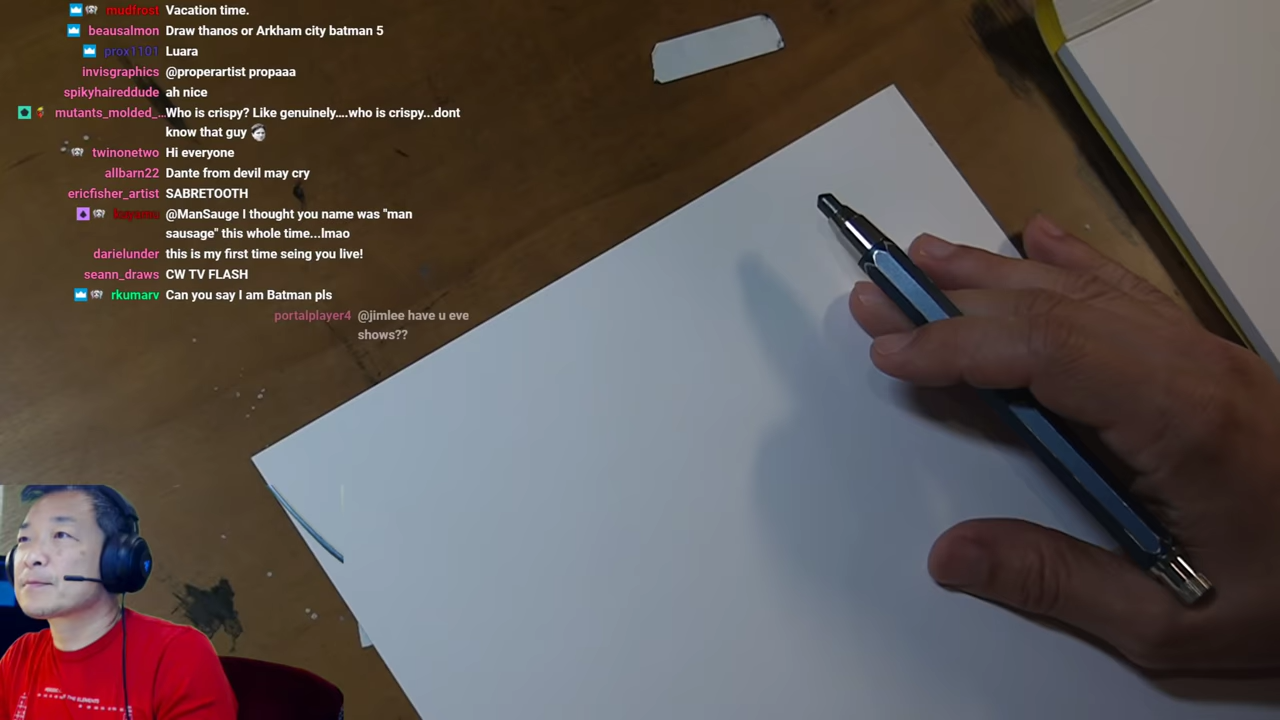 mudfrost Vacation time.
beausalmon Draw thanos or Arkham city batman 5
prox1101 Luara
invisgraphics @properartist propaaa
spikyhaireddude ah nice
mutants_molded_... Who is crispy? Like genuinely....who is crispy...dont
know that guy
twinonetwo Hi everyone
allbarn22 Dante from devil may cry
ericfisher_artist SABRETOOTH
@ManSauge I thought you name was "man
sausage" this whole time...lmao
darielunder this is my first time seing you live!
seann_draws CW TV FLASH
rkumarv Can you say I am Batman pls
portalplayer4 @jimlee have u eve
shows??